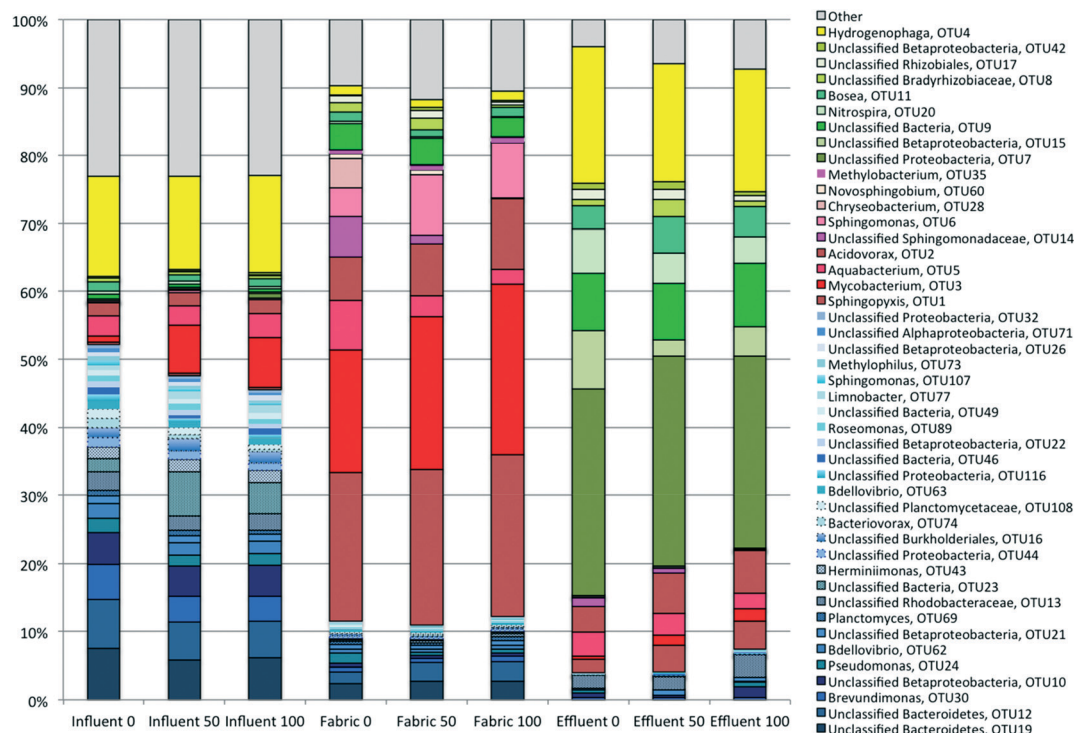 100%
90%
80%
70%
60%
50%
40%
30%
20%
10%
0%
Influent 0
Influent 50
Influent 100
Fabric 0
Fabric 50
Fabric 100
Effluent 0
Effluent 50
Effluent 100
Other
Hydrogenophaga, OTU4
Unclassified Betaproteobacteria, OTU42
Unclassified Rhizobiales, OTU17
Unclassified Bradyrhizobiaceae, OTU8
Bosea, OTU11
Nitrospira, OTU20
Unclassified Bacteria, OTU9
Unclassified Betaproteobacteria, OTU15
Unclassified Proteobacteria, OTU7
Methylobacterium, OTU35
Novosphingobium, OTU60
Chryseobacterium, OTU28
Sphingomonas, OTU6
Unclassified Sphingomonadaceae, OTU14
Acidovorax, OTU2
Aquabacterium, OTU5
Mycobacterium, OTU3
Sphingopyxis, OTU1
Unclassified Proteobacteria, OTU32
Unclassified Alphaproteobacteria, OTU71
Unclassified Betaproteobacteria, OTU26
Methylophilus, OTU73
Sphingomonas, OTU107
Limnobacter, OTU77
Unclassified Bacteria, OTU49
Roseomonas, OTU89
Unclassified Betaproteobacteria, OTU22
Unclassified Bacteria, OTU46
Unclassified Proteobacteria, OTU116
Bdellovibrio, OTU63
Unclassified Planctomycetaceae, OTU108
Bacteriovorax, OTU74
Unclassified Burkholderiales, OTU16
Unclassified Proteobacteria, OTU44
Herminiimonas, OTU43
Unclassified Bacteria, OTU23
Unclassified Rhodobacteraceae, OTU13
Planctomyces, OTU69
Unclassified Betaproteobacteria, OTU21
Bdellovibrio, OTU62
Pseudomonas, OTU24
Unclassified Betaproteobacteria, OTU10
Brevundimonas, OTU30
Unclassified Bacteroidetes, OTU12
Unclassified Bacteroidetes, OTU19